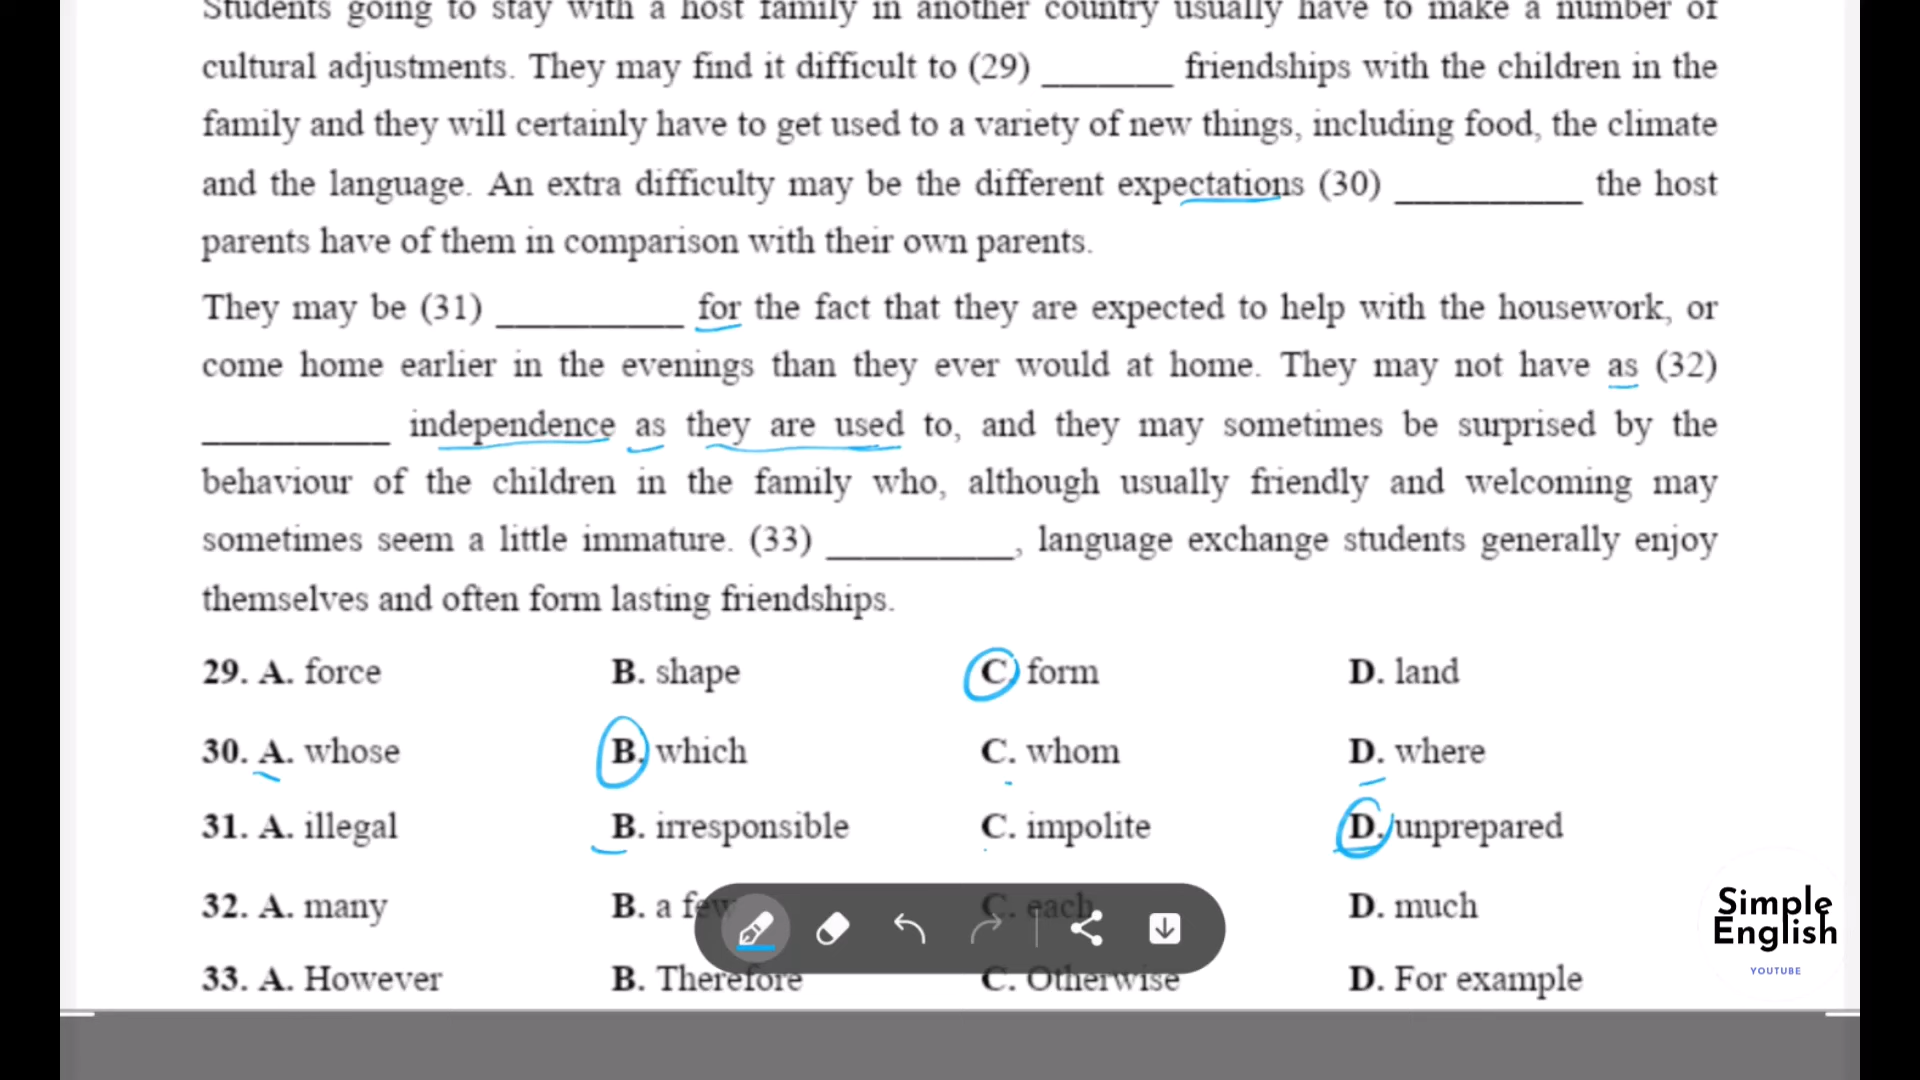 Students going to stay with a host family in another country usually have to make a number of
cultural adjustments. They may find it difficult to (29) _______ friendships with the children in the
family and they will certainly have to get used to a variety of new things, including food, the climate
and the language. An extra difficulty may be the different expectations (30) __________ the host
parents have of them in comparison with their own parents.
They may be (31) __________ for the fact that they are expected to help with the housework, or
come home earlier in the evenings than they ever would at home. They may not have as (32)
__________ independence as they are used to, and they may sometimes be surprised by the
behaviour of the children in the family who, although usually friendly and welcoming may
sometimes seem a little immature. (33) __________, language exchange students generally enjoy
themselves and often form lasting friendships.
29. A. force B. shape C. form D. land
30. A. whose B. which C. whom D. where
31. A. illegal B. irresponsible C. impolite D. unprepared
32. A. many B. a few C. each D. much
33. A. However B. Therefore C. Otherwise D. For example
Simple
English
YOUTUBE